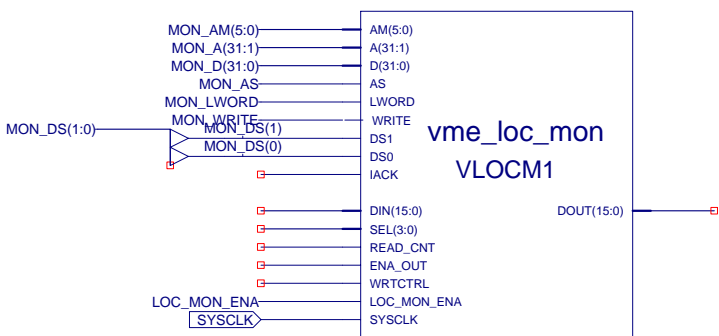 MON_AM(5:0) AM(5:0)
MON_A(31:1) A(31:1)
MON_D(31:0) D(31:0)
MON_AS AS
MON_LWORD LWORD
MON_WRITE WRITE
vme_loc_mon
MON_DS(1:0) MON_DS(1) DS1
MON_DS(0) DS0
VLOCM1
IACK
DIN(15:0) DOUT(15:0)
SEL(3:0)
READ_CNT
ENA_OUT
WRTCTRL
LOC_MON_ENA LOC_MON_ENA
SYSCLK SYSCLK